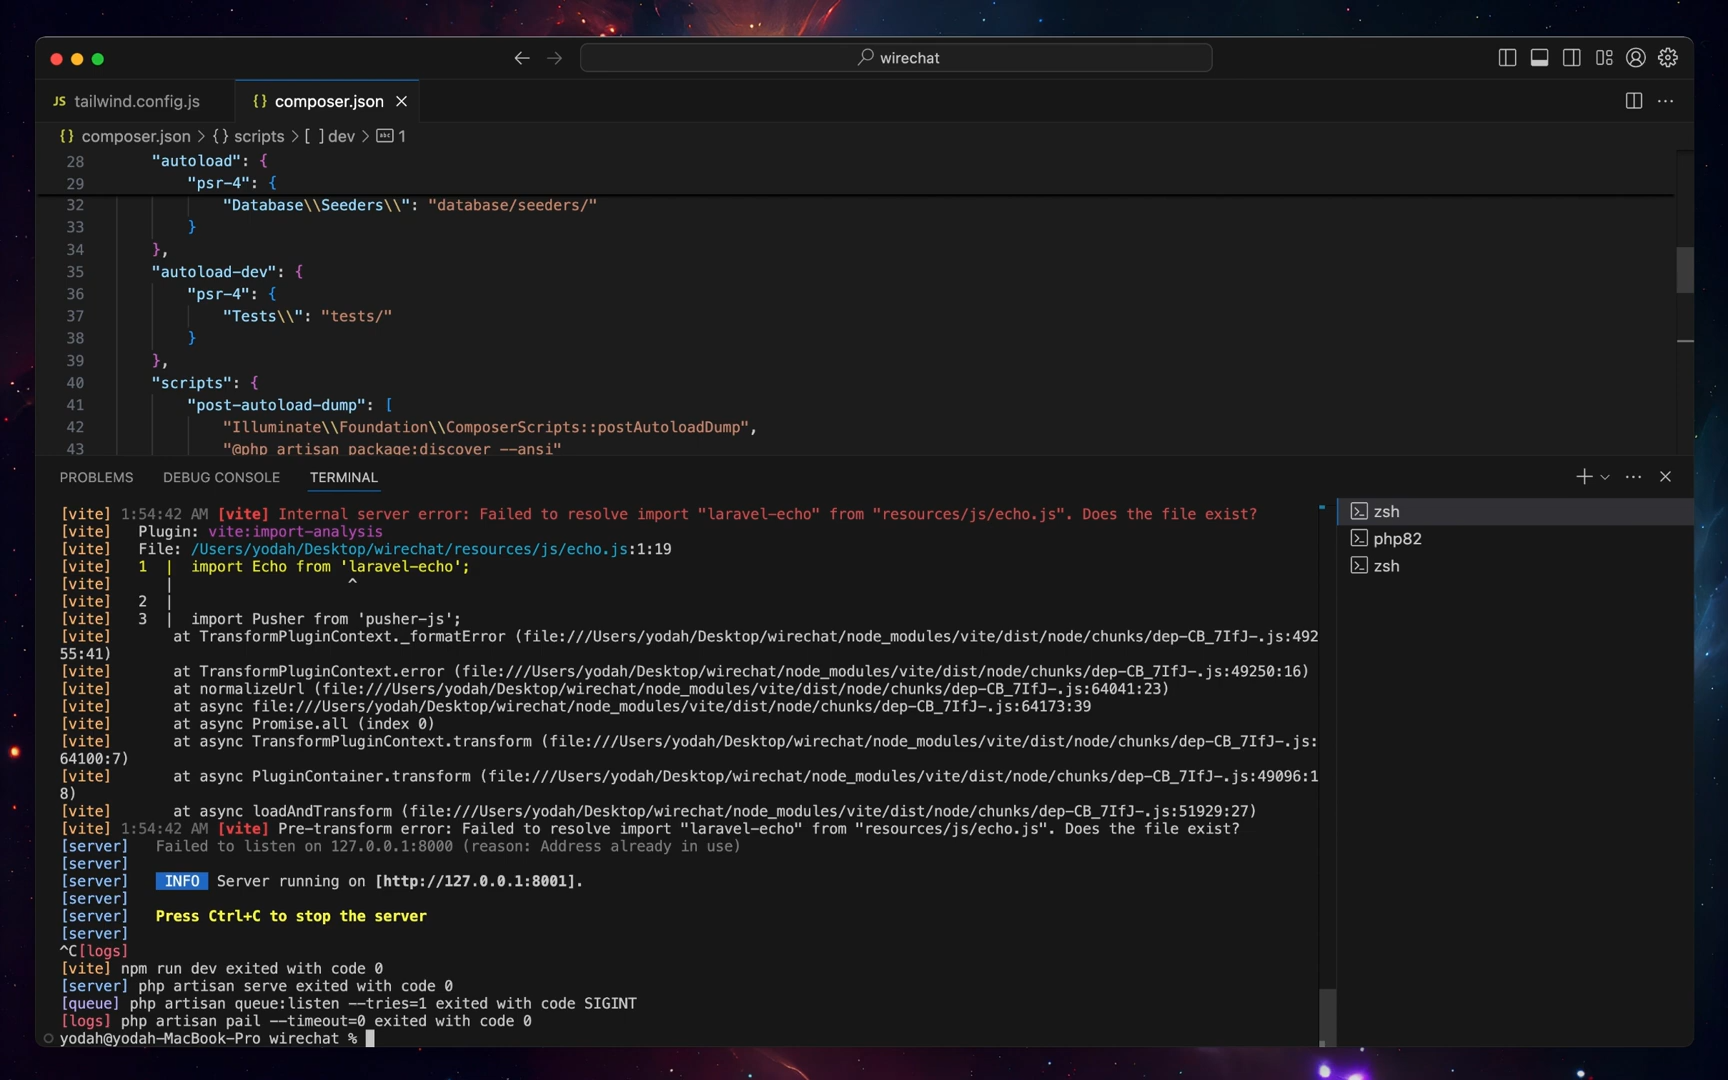 wirechat
JS tailwind.config.js
{} composer.json
{} composer.json > {} scripts > [ ] dev > abc 1
28 "autoload": {
29 "psr-4": {
32 "Database\\Seeders\\": "database/seeders/"
33 }
34 },
35 "autoload-dev": {
36 "psr-4": {
37 "Tests\\": "tests/"
38 }
39 },
40 "scripts": {
41 "post-autoload-dump": [
42 "Illuminate\\Foundation\\ComposerScripts::postAutoloadDump",
43 "@php artisan package:discover --ansi"
PROBLEMS DEBUG CONSOLE TERMINAL
[vite] 1:54:42 AM [vite] Internal server error: Failed to resolve import "laravel-echo" from "resources/js/echo.js". Does the file exist?
[vite] Plugin: vite:import-analysis
[vite] File: /Users/yodah/Desktop/wirechat/resources/js/echo.js:1:19
[vite] 1 | import Echo from 'laravel-echo';
[vite] | ^
[vite] 2 |
[vite] 3 | import Pusher from 'pusher-js';
[vite] at TransformPluginContext._formatError (file:///Users/yodah/Desktop/wirechat/node_modules/vite/dist/node/chunks/dep-CB_7IfJ-.js:492
55:41)
[vite] at TransformPluginContext.error (file:///Users/yodah/Desktop/wirechat/node_modules/vite/dist/node/chunks/dep-CB_7IfJ-.js:49250:16)
[vite] at normalizeUrl (file:///Users/yodah/Desktop/wirechat/node_modules/vite/dist/node/chunks/dep-CB_7IfJ-.js:64041:23)
[vite] at async file:///Users/yodah/Desktop/wirechat/node_modules/vite/dist/node/chunks/dep-CB_7IfJ-.js:64173:39
[vite] at async Promise.all (index 0)
[vite] at async TransformPluginContext.transform (file:///Users/yodah/Desktop/wirechat/node_modules/vite/dist/node/chunks/dep-CB_7IfJ-.js:
64100:7)
[vite] at async PluginContainer.transform (file:///Users/yodah/Desktop/wirechat/node_modules/vite/dist/node/chunks/dep-CB_7IfJ-.js:49096:1
8)
[vite] at async loadAndTransform (file:///Users/yodah/Desktop/wirechat/node_modules/vite/dist/node/chunks/dep-CB_7IfJ-.js:51929:27)
[vite] 1:54:42 AM [vite] Pre-transform error: Failed to resolve import "laravel-echo" from "resources/js/echo.js". Does the file exist?
[server] Failed to listen on 127.0.0.1:8000 (reason: Address already in use)
[server]
[server] INFO Server running on [http://127.0.0.1:8001].
[server]
[server] Press Ctrl+C to stop the server
[server]
^C[logs]
[vite] npm run dev exited with code 0
[server] php artisan serve exited with code 0
[queue] php artisan queue:listen --tries=1 exited with code SIGINT
[logs] php artisan pail --timeout=0 exited with code 0
yodah@yodah-MacBook-Pro wirechat %
zsh
php82
zsh